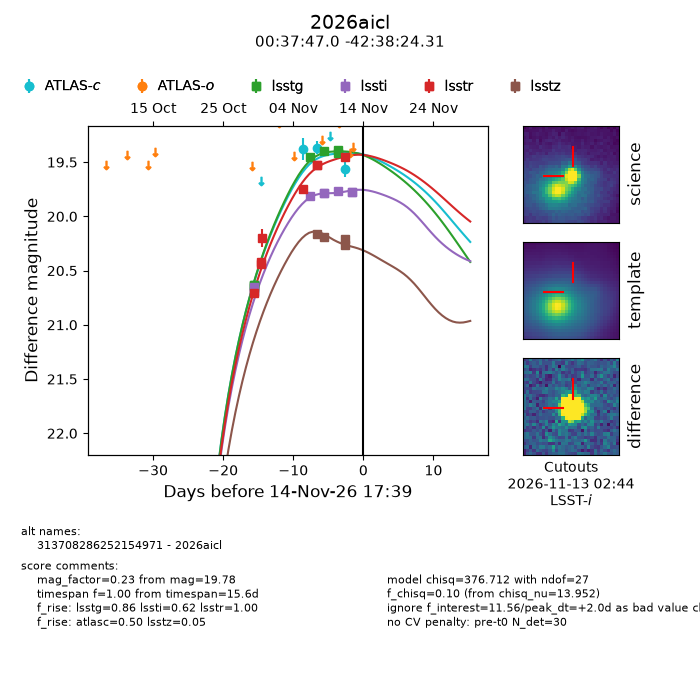 2026aicl
00:37:47.0 -42:38:24.31
ATLAS-c
ATLAS-o
lsstg
lssti
lsstr
lsstz
15 Oct
25 Oct
04 Nov
14 Nov
24 Nov
19.5
20.0
20.5
21.0
21.5
22.0
Difference magnitude
−30
−20
−10
0
10
Days before 14-Nov-26 17:39
science
template
difference
Cutouts
2026-11-13 02:44
LSST-i
alt names:
313708286252154971 - 2026aicl
score comments:
mag_factor=0.23 from mag=19.78
timespan f=1.00 from timespan=15.6d
f_rise: lsstg=0.86 lssti=0.62 lsstr=1.00
f_rise: atlasc=0.50 lsstz=0.05
model chisq=376.712 with ndof=27
f_chisq=0.10 (from chisq_nu=13.952)
ignore f_interest=11.56/peak_dt=+2.0d as bad value
no CV penalty: pre-t0 N_det=30